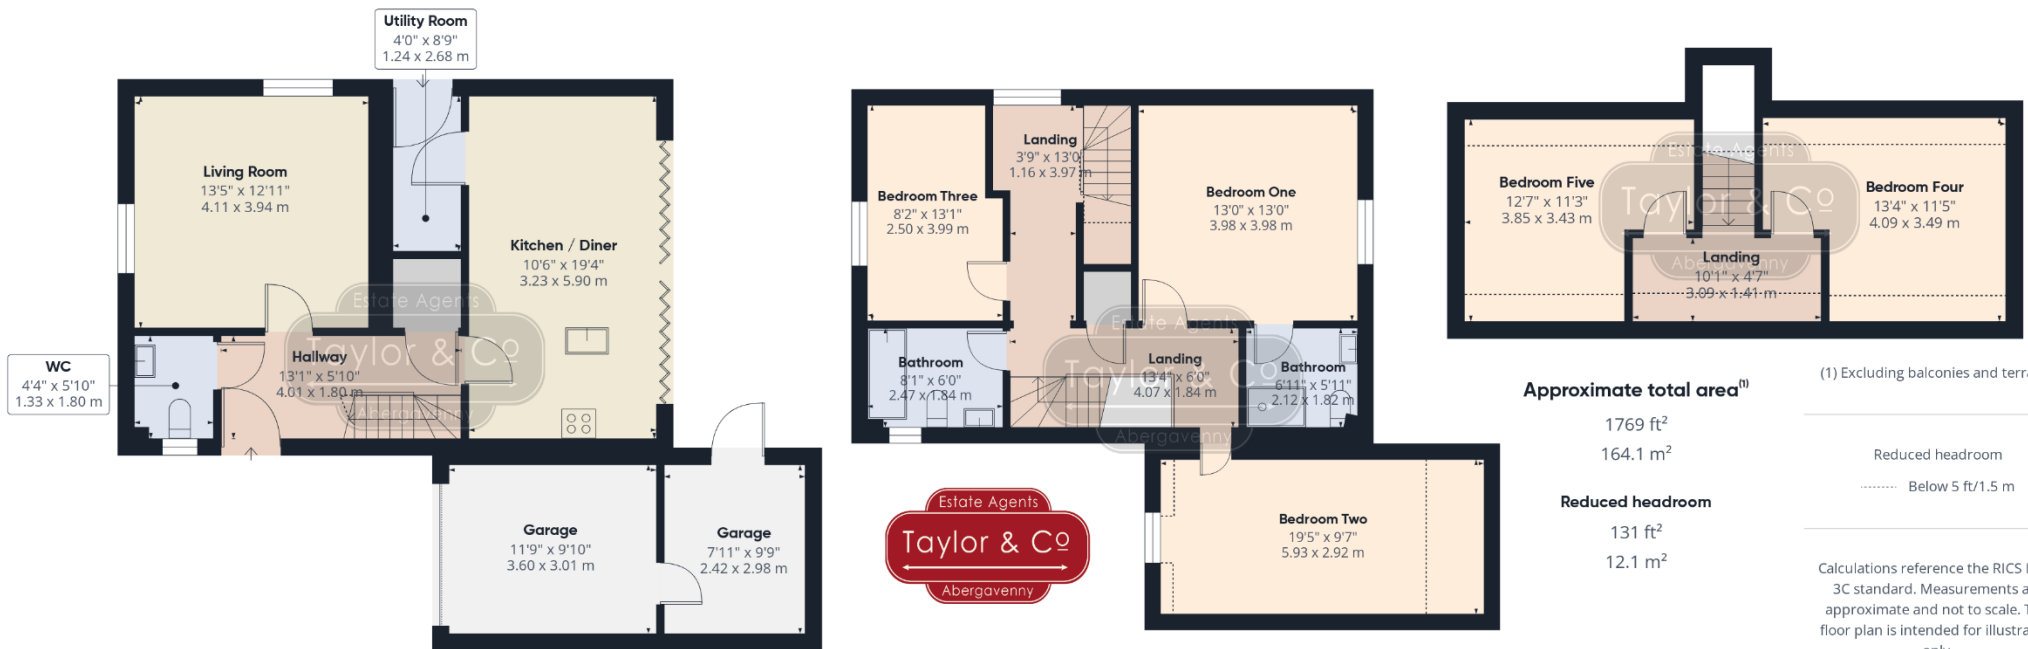 Utility Room
4'0" x 8'9"
1.24 x 2.68 m
Living Room
13'5" x 12'11"
4.11 x 3.94 m
Kitchen / Diner
10'6" x 19'4"
3.23 x 5.90 m
WC
4'4" x 5'10"
1.33 x 1.80 m
Hallway
13'1" x 5'10"
4.01 x 1.80 m
Estate Agents
Taylor & Co
Abergavenny
Garage
11'9" x 9'10"
3.60 x 3.01 m
Garage
7'11" x 9'9"
2.42 x 2.98 m
Landing
3'9" x 13'0
1.16 x 3.97 m
Bedroom Three
8'2" x 13'1"
2.50 x 3.99 m
Bedroom One
13'0" x 13'0"
3.98 x 3.98 m
Bathroom
8'1" x 6'0"
2.47 x 1.84 m
Landing
13'4" x 6'0"
4.07 x 1.84 m
Bathroom
6'11" x 5'11"
2.12 x 1.82 m
Estate Agents
Taylor & Co
Abergavenny
Bedroom Two
19'5" x 9'7"
5.93 x 2.92 m
Estate Agents
Taylor & Co
Abergavenny
Bedroom Five
12'7" x 11'3"
3.85 x 3.43 m
Bedroom Four
13'4" x 11'5"
4.09 x 3.49 m
Landing
10'1" x 4'7"
3.09 x 1.41 m
Estate Agents
Taylor & Co
Abergavenny
Approximate total area(1)
1769 ft²
164.1 m²
Reduced headroom
131 ft²
12.1 m²
(1) Excluding balconies and terra
Reduced headroom
Below 5 ft/1.5 m
Calculations reference the RICS
3C standard. Measurements a
approximate and not to scale. T
floor plan is intended for illustra